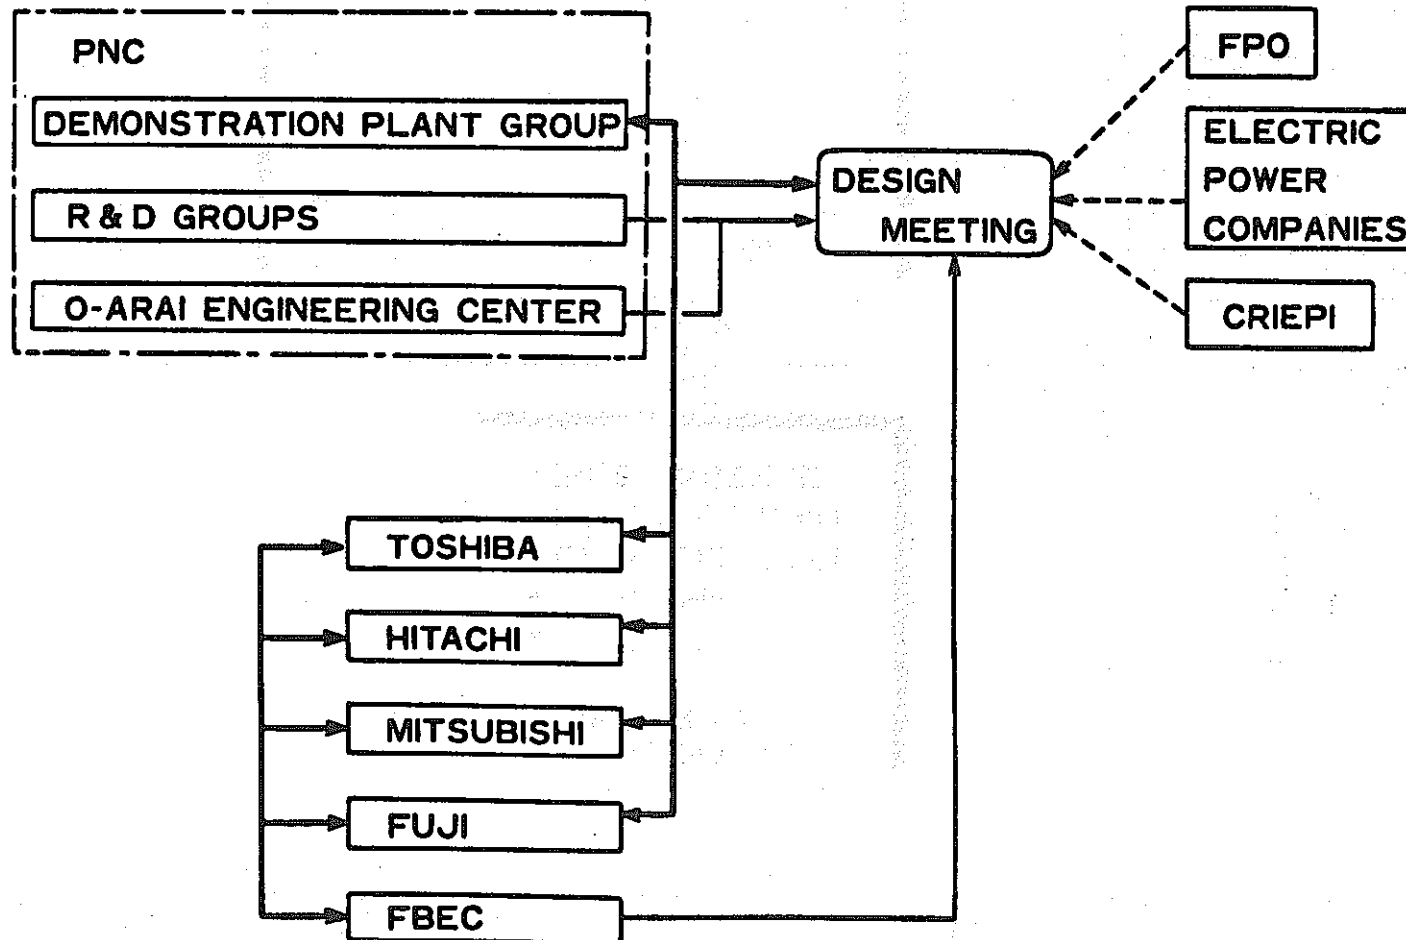 PNC
DEMONSTRATION PLANT GROUP
R & D GROUPS
O-ARAI ENGINEERING CENTER
DESIGN
MEETING
FPO
ELECTRIC
POWER
COMPANIES
CRIEPI
TOSHIBA
HITACHI
MITSUBISHI
FUJI
FBEC